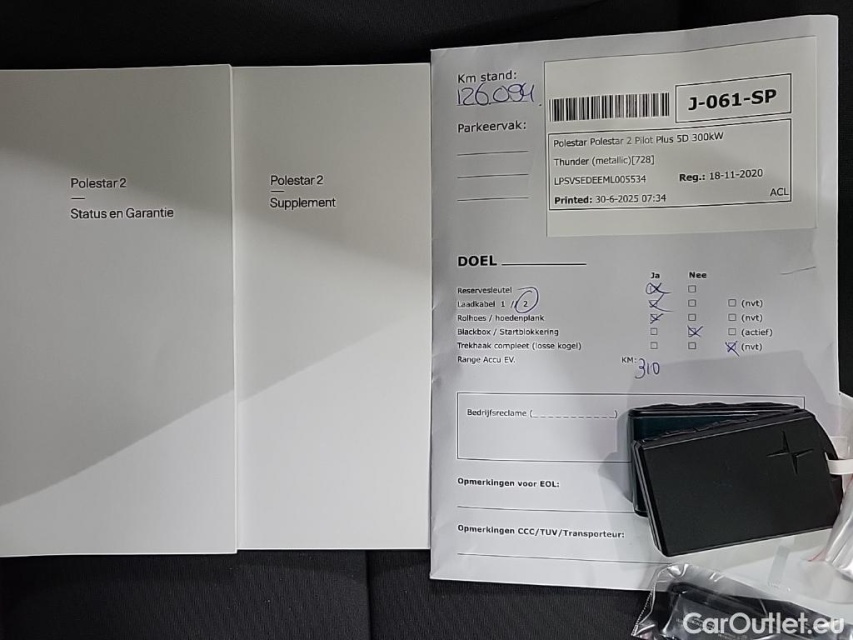 Polestar 2
Status en Garantie
Polestar 2
Supplement
Km stand:
126.094
Parkeervak:
J-061-SP
Polestar Polestar 2 Pilot Plus 5D 300kW
Thunder (metallic)[728]
LPSVSEDEEML005534 Reg.: 18-11-2020
Printed: 30-6-2025 07:34 ACL
DOEL
Ja Nee
Reservesleutel
Laadkabel 1 / 2 (nvt)
Rolhoes / hoedenplank (nvt)
Blackbox / Startblokkering (actief)
Trekhaak compleet (losse kogel) (nvt)
Range Accu EV. KM: 310
Bedrijfsreclame (_ _ _ _ _ _ _ _ _ _ _)
Opmerkingen voor EOL:
Opmerkingen CCC/TUV/Transporteur:
CarOutlet.eu